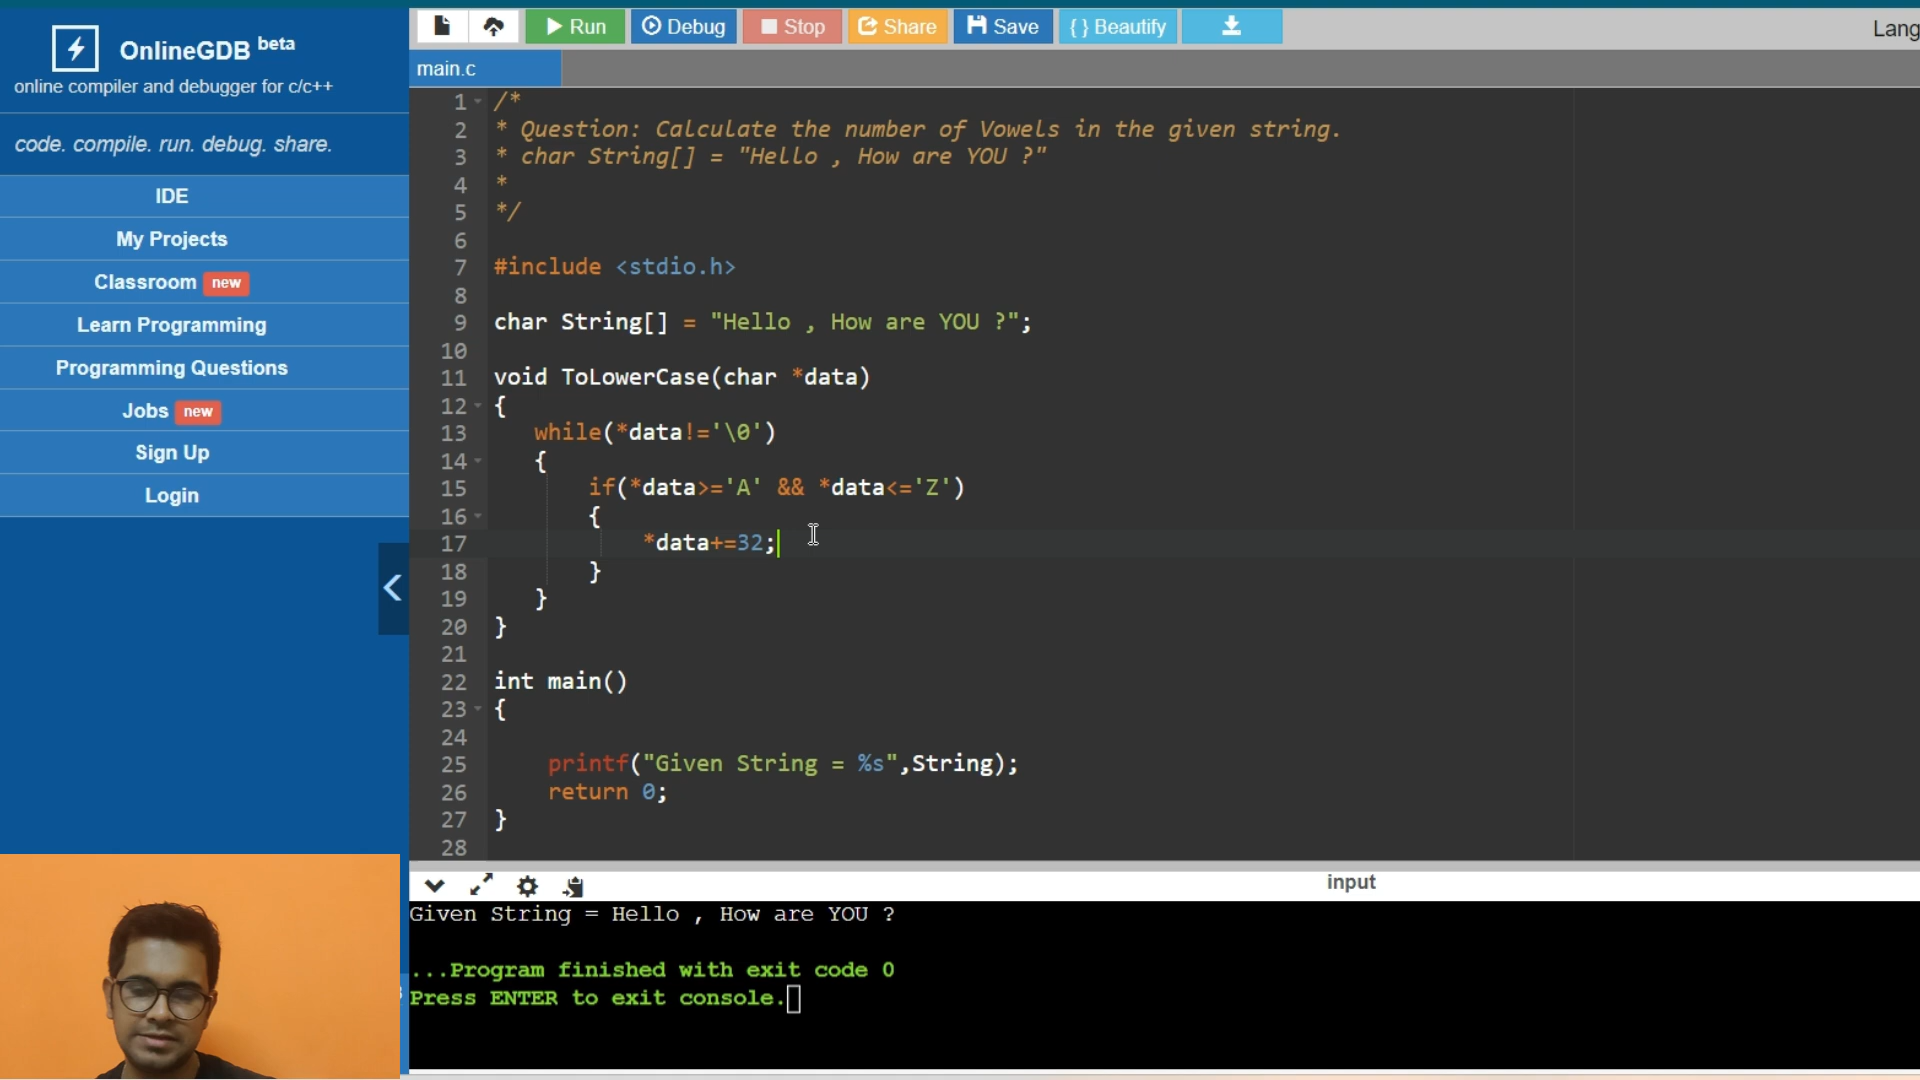 OnlineGDB beta
online compiler and debugger for c/c++
code. compile. run. debug. share.
IDE
My Projects
Classroom new
Learn Programming
Programming Questions
Jobs new
Sign Up
Login
Run Debug Stop Share Save { } Beautify
Lang
main.c
1 /*
2 * Question: Calculate the number of Vowels in the given string.
3 * char String[] = "Hello , How are YOU ?"
4 *
5 */
6
7 #include <stdio.h>
8
9 char String[] = "Hello , How are YOU ?";
10
11 void ToLowerCase(char *data)
12 {
13 while(*data!='\0')
14 {
15 if(*data>='A' && *data<='Z')
16 {
17 *data+=32;
18 }
19 }
20 }
21
22 int main()
23 {
24
25 printf("Given String = %s",String);
26 return 0;
27 }
28
input
Given String = Hello , How are YOU ?
...Program finished with exit code 0
Press ENTER to exit console.